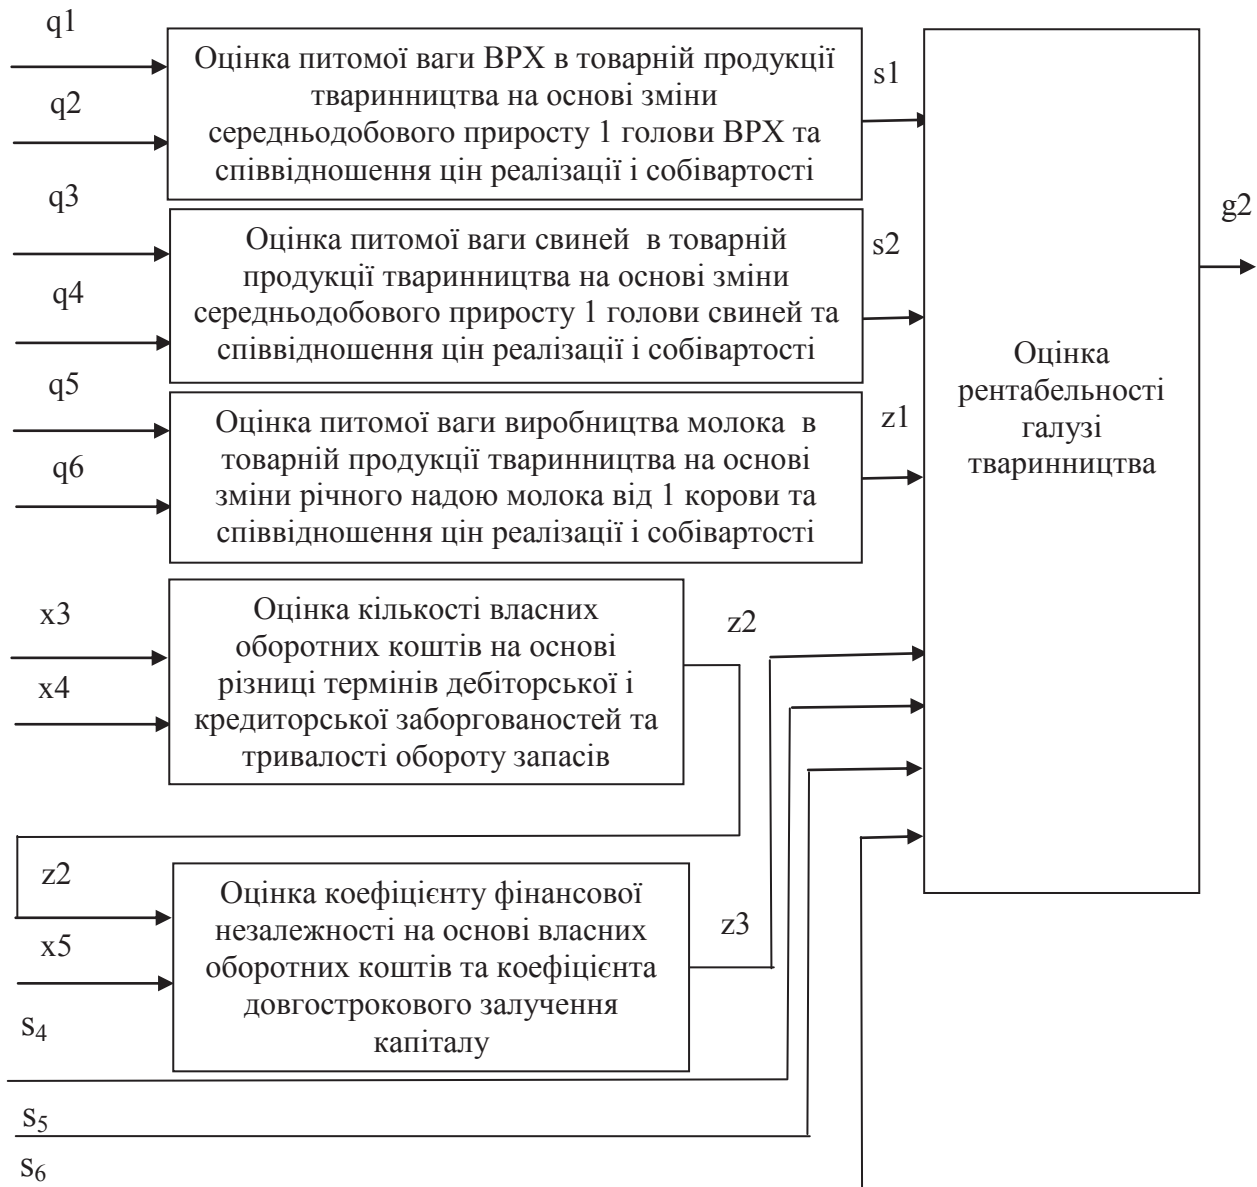 q1
q2
Оцінка питомої ваги ВРХ в товарній продукції
тваринництва на основі зміни
середньодобового приросту 1 голови ВРХ та
співвідношення цін реалізації і собівартості
s1
q3
q4
Оцінка питомої ваги свиней в товарній
продукції тваринництва на основі зміни
середньодобового приросту 1 голови свиней та
співвідношення цін реалізації і собівартості
s2
q5
q6
Оцінка питомої ваги виробництва молока в
товарній продукції тваринництва на основі
зміни річного надою молока від 1 корови та
співвідношення цін реалізації і собівартості
z1
Оцінка
рентабельності
галузі
тваринництва
g2
x3
x4
Оцінка кількості власних
оборотних коштів на основі
різниці термінів дебіторської і
кредиторської заборгованостей та
тривалості обороту запасів
z2
z2
x5
Оцінка коефіцієнту фінансової
незалежності на основі власних
оборотних коштів та коефіцієнта
довгострокового залучення
капіталу
z3
s4
s5
s6